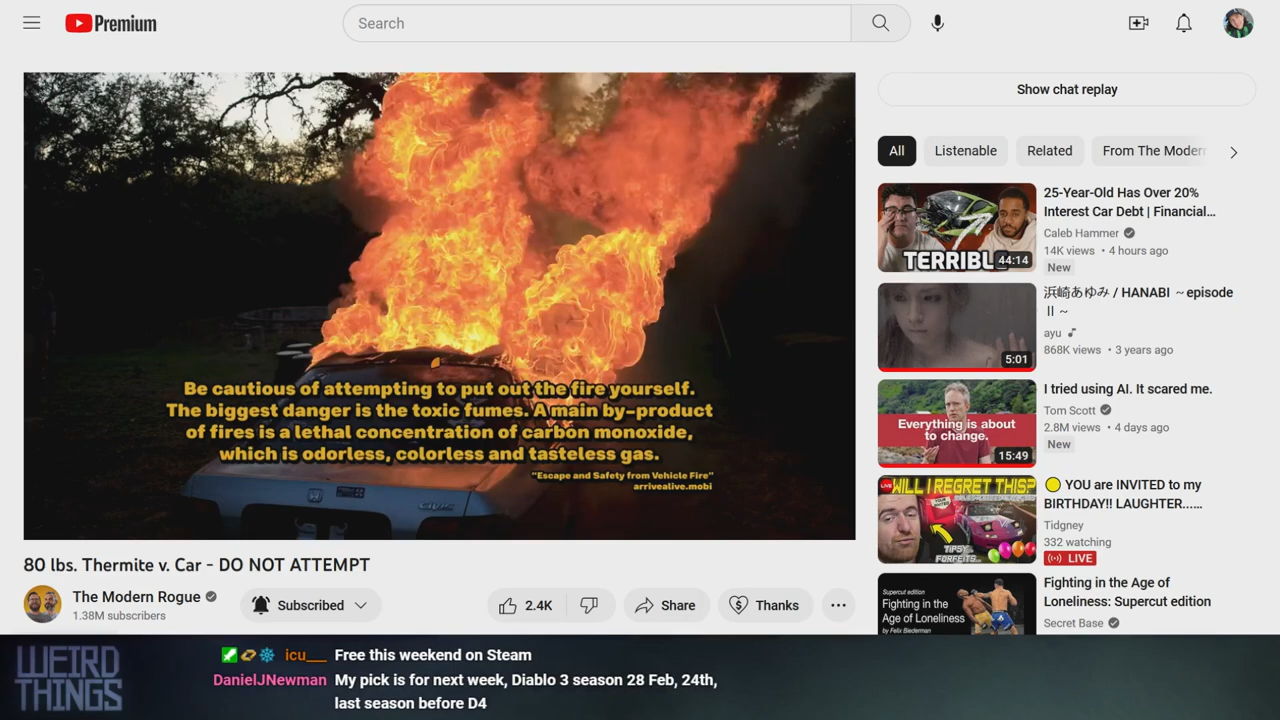 Premium
Search
Be cautious of attempting to put out the fire yourself.
The biggest danger is the toxic fumes. A main by-product
of fires is a lethal concentration of carbon monoxide,
which is odorless, colorless and tasteless gas.
"Escape and Safety from Vehicle Fire"
arrivealive.mobi
CIVIC
80 lbs. Thermite v. Car - DO NOT ATTEMPT
The Modern Rogue
1.38M subscribers
Subscribed
2.4K
Share
Thanks
Show chat replay
All
Listenable
Related
From The Modern
TERRIBL
44:14
25-Year-Old Has Over 20%
Interest Car Debt | Financial...
Caleb Hammer
14K views • 4 hours ago
New
5:01
浜崎あゆみ / HANABI ～episode
II ～
ayu
868K views • 3 years ago
Everything is about
to change.
15:49
I tried using AI. It scared me.
Tom Scott
2.8M views • 4 days ago
New
LIVE
WILL I REGRET THIS?
TIPSY
FORFEITS...
YOU are INVITED to my
BIRTHDAY!! LAUGHTER......
Tidgney
332 watching
LIVE
Supercut edition
Fighting in the
Age of Loneliness
by Felix Biederman
Fighting in the Age of
Loneliness: Supercut edition
Secret Base
WEIRD
THINGS
icu___ Free this weekend on Steam
DanielJNewman My pick is for next week, Diablo 3 season 28 Feb, 24th,
last season before D4